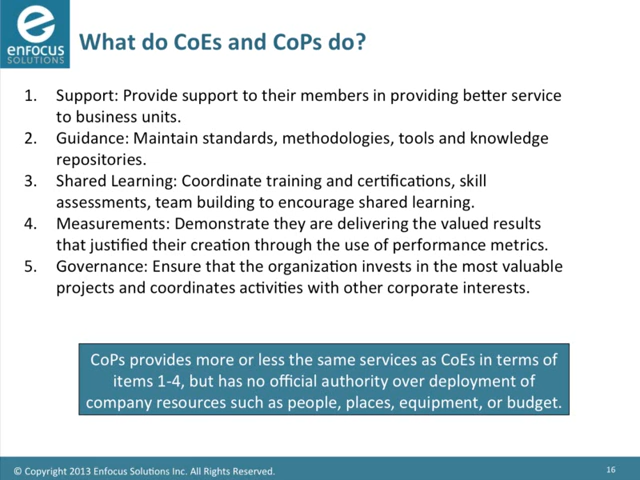 enfocus
SOLUTIONS
What do CoEs and CoPs do?
1. Support: Provide support to their members in providing better service
to business units.
2. Guidance: Maintain standards, methodologies, tools and knowledge
repositories.
3. Shared Learning: Coordinate training and certifications, skill
assessments, team building to encourage shared learning.
4. Measurements: Demonstrate they are delivering the valued results
that justified their creation through the use of performance metrics.
5. Governance: Ensure that the organization invests in the most valuable
projects and coordinates activities with other corporate interests.
CoPs provides more or less the same services as CoEs in terms of
items 1-4, but has no official authority over deployment of
company resources such as people, places, equipment, or budget.
© Copyright 2013 Enfocus Solutions Inc. All Rights Reserved.
16